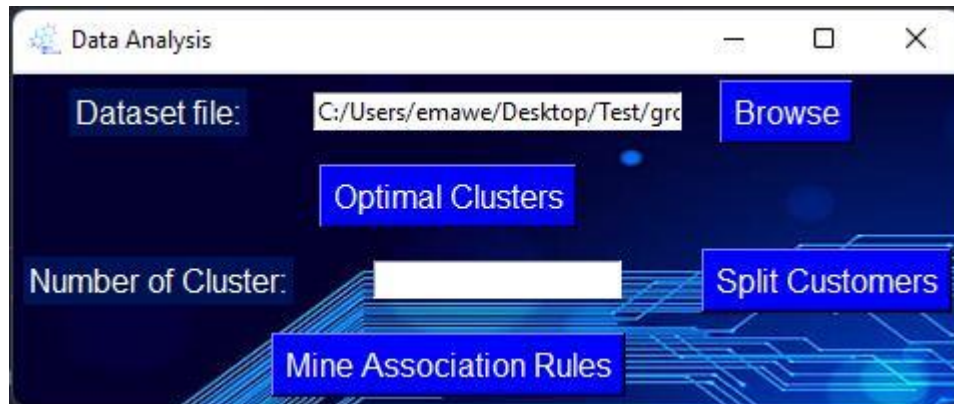 Data Analysis
Dataset file: C:/Users/emawe/Desktop/Test/grc Browse
Optimal Clusters
Number of Cluster: Split Customers
Mine Association Rules